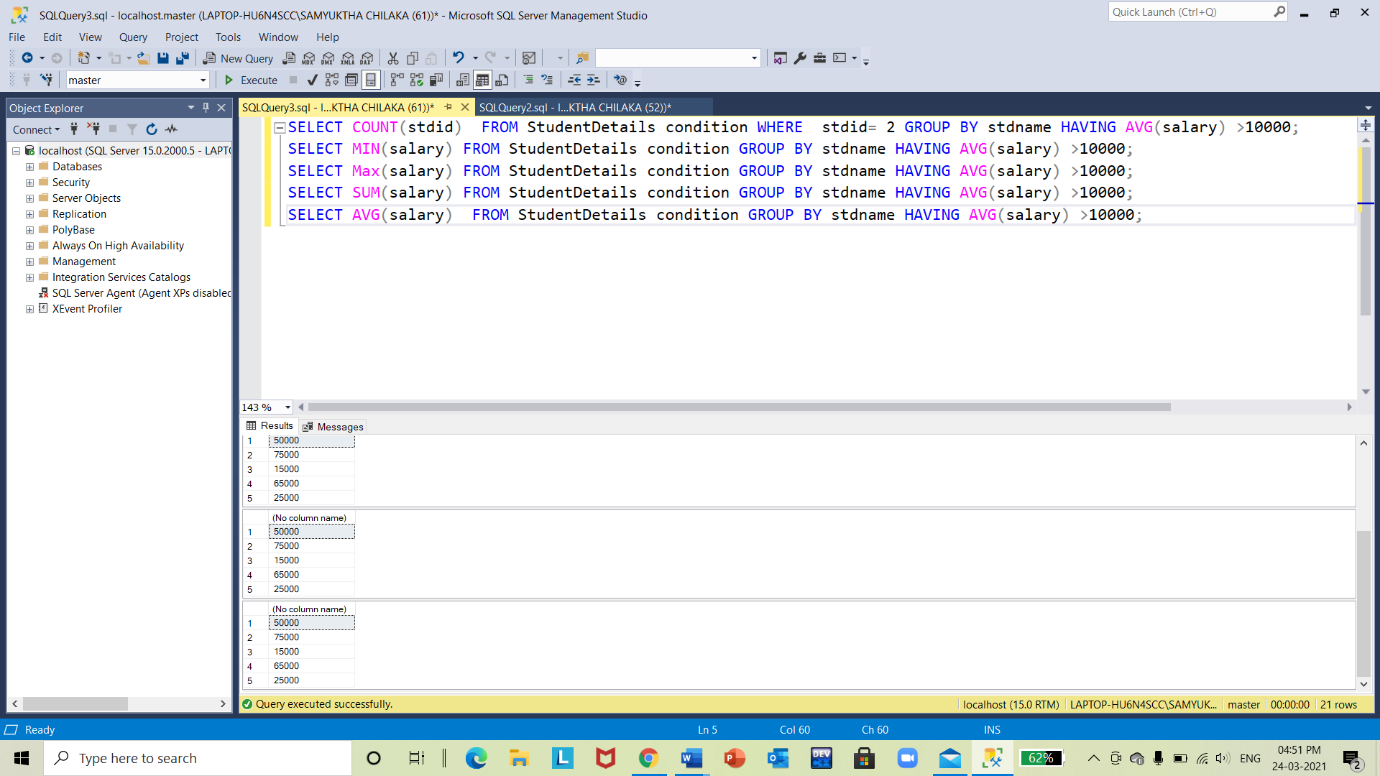 SQLQuery3.sql - localhost.master (LAPTOP-HU6N4SCC\SAMYUKTHA CHILAKA (61))* - Microsoft SQL Server Management Studio
Quick Launch (Ctrl+Q)
File Edit View Query Project Tools Window Help
New Query
master Execute
Object Explorer
SQLQuery3.sql - l...KTHA CHILAKA (61))* SQLQuery2.sql - l...KTHA CHILAKA (52))*
Connect
localhost (SQL Server 15.0.2000.5 - LAPT
Databases
Security
Server Objects
Replication
PolyBase
Always On High Availability
Management
Integration Services Catalogs
SQL Server Agent (Agent XPs disabled
XEvent Profiler
SELECT COUNT(stdid)  FROM StudentDetails condition WHERE  stdid= 2 GROUP BY stdname HAVING AVG(salary) >10000;
SELECT MIN(salary) FROM StudentDetails condition GROUP BY stdname HAVING AVG(salary) >10000;
SELECT Max(salary) FROM StudentDetails condition GROUP BY stdname HAVING AVG(salary) >10000;
SELECT SUM(salary) FROM StudentDetails condition GROUP BY stdname HAVING AVG(salary) >10000;
SELECT AVG(salary)  FROM StudentDetails condition GROUP BY stdname HAVING AVG(salary) >10000;
143 %
Results Messages
1 50000
2 75000
3 15000
4 65000
5 25000
(No column name)
1 50000
2 75000
3 15000
4 65000
5 25000
(No column name)
1 50000
2 75000
3 15000
4 65000
5 25000
Query executed successfully. localhost (15.0 RTM) LAPTOP-HU6N4SCC\SAMYUK... master 00:00:00 21 rows
Ready Ln 5 Col 60 Ch 60 INS
Type here to search
62%
ENG
04:51 PM
24-03-2021
2